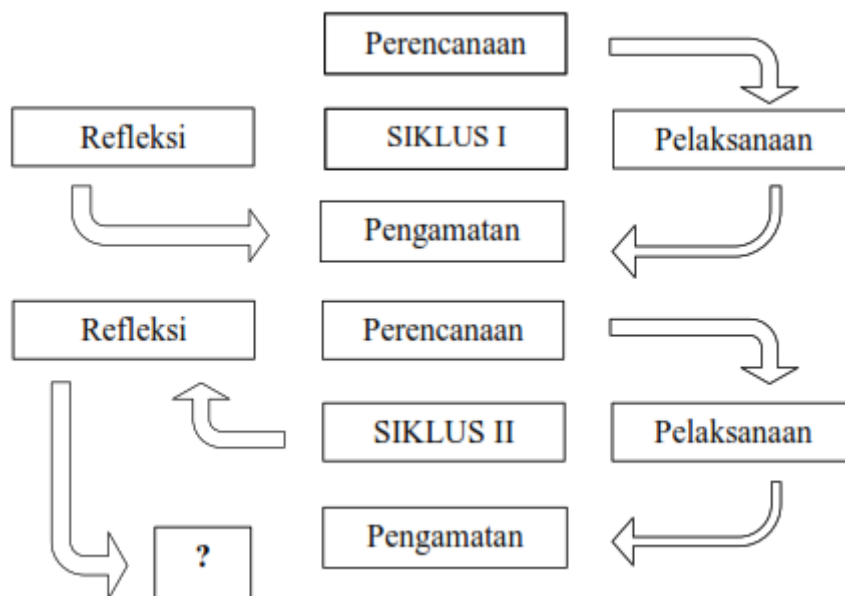 Perencanaan
Refleksi
SIKLUS I
Pelaksanaan
Pengamatan
Refleksi
Perencanaan
SIKLUS II
Pelaksanaan
Pengamatan
?